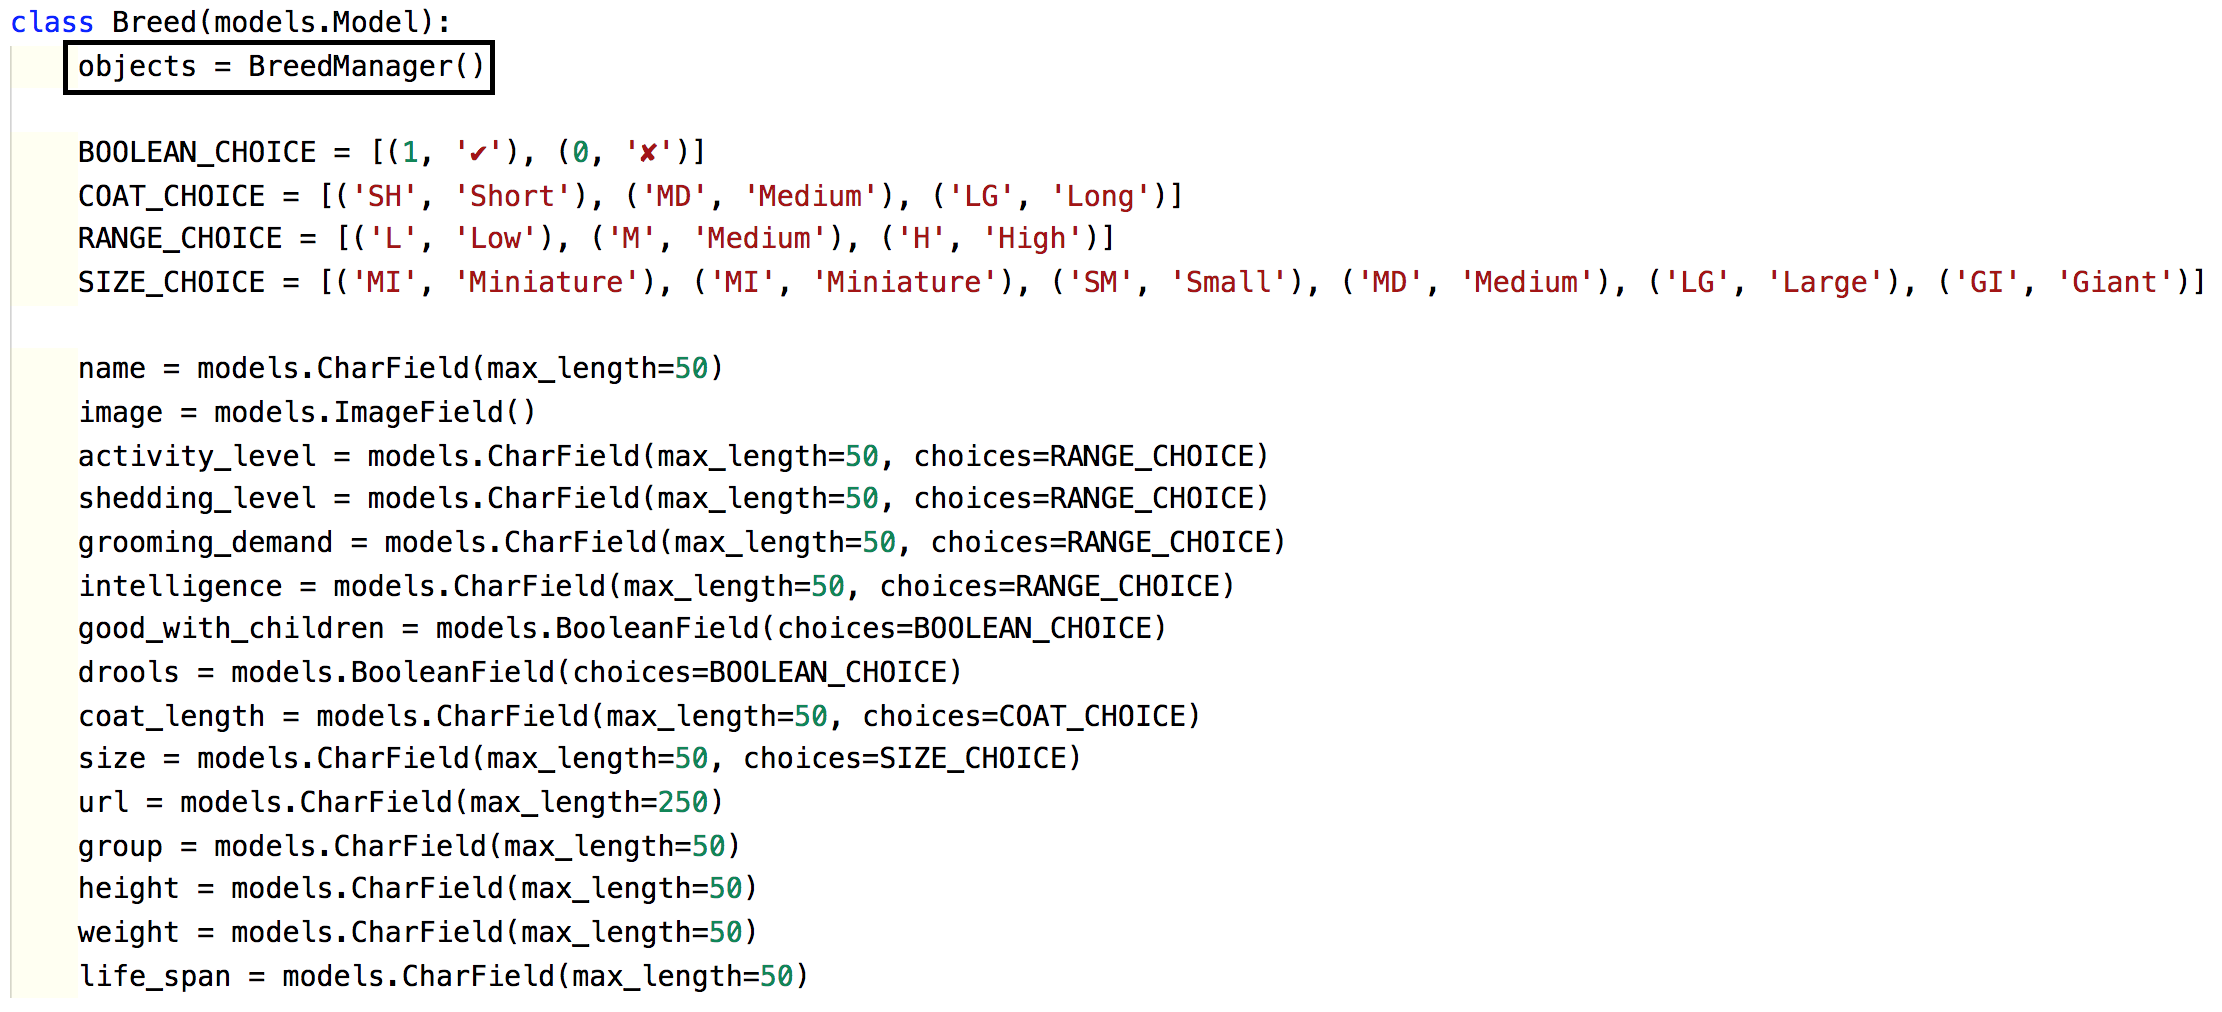 class Breed(models.Model):
    objects = BreedManager()
    BOOLEAN_CHOICE = [(1, '✔'), (0, '✘')]
    COAT_CHOICE = [('SH', 'Short'), ('MD', 'Medium'), ('LG', 'Long')]
    RANGE_CHOICE = [('L', 'Low'), ('M', 'Medium'), ('H', 'High')]
    SIZE_CHOICE = [('MI', 'Miniature'), ('MI', 'Miniature'), ('SM', 'Small'), ('MD', 'Medium'), ('LG', 'Large'), ('GI', 'Giant')]
    name = models.CharField(max_length=50)
    image = models.ImageField()
    activity_level = models.CharField(max_length=50, choices=RANGE_CHOICE)
    shedding_level = models.CharField(max_length=50, choices=RANGE_CHOICE)
    grooming_demand = models.CharField(max_length=50, choices=RANGE_CHOICE)
    intelligence = models.CharField(max_length=50, choices=RANGE_CHOICE)
    good_with_children = models.BooleanField(choices=BOOLEAN_CHOICE)
    drools = models.BooleanField(choices=BOOLEAN_CHOICE)
    coat_length = models.CharField(max_length=50, choices=COAT_CHOICE)
    size = models.CharField(max_length=50, choices=SIZE_CHOICE)
    url = models.CharField(max_length=250)
    group = models.CharField(max_length=50)
    height = models.CharField(max_length=50)
    weight = models.CharField(max_length=50)
    life_span = models.CharField(max_length=50)